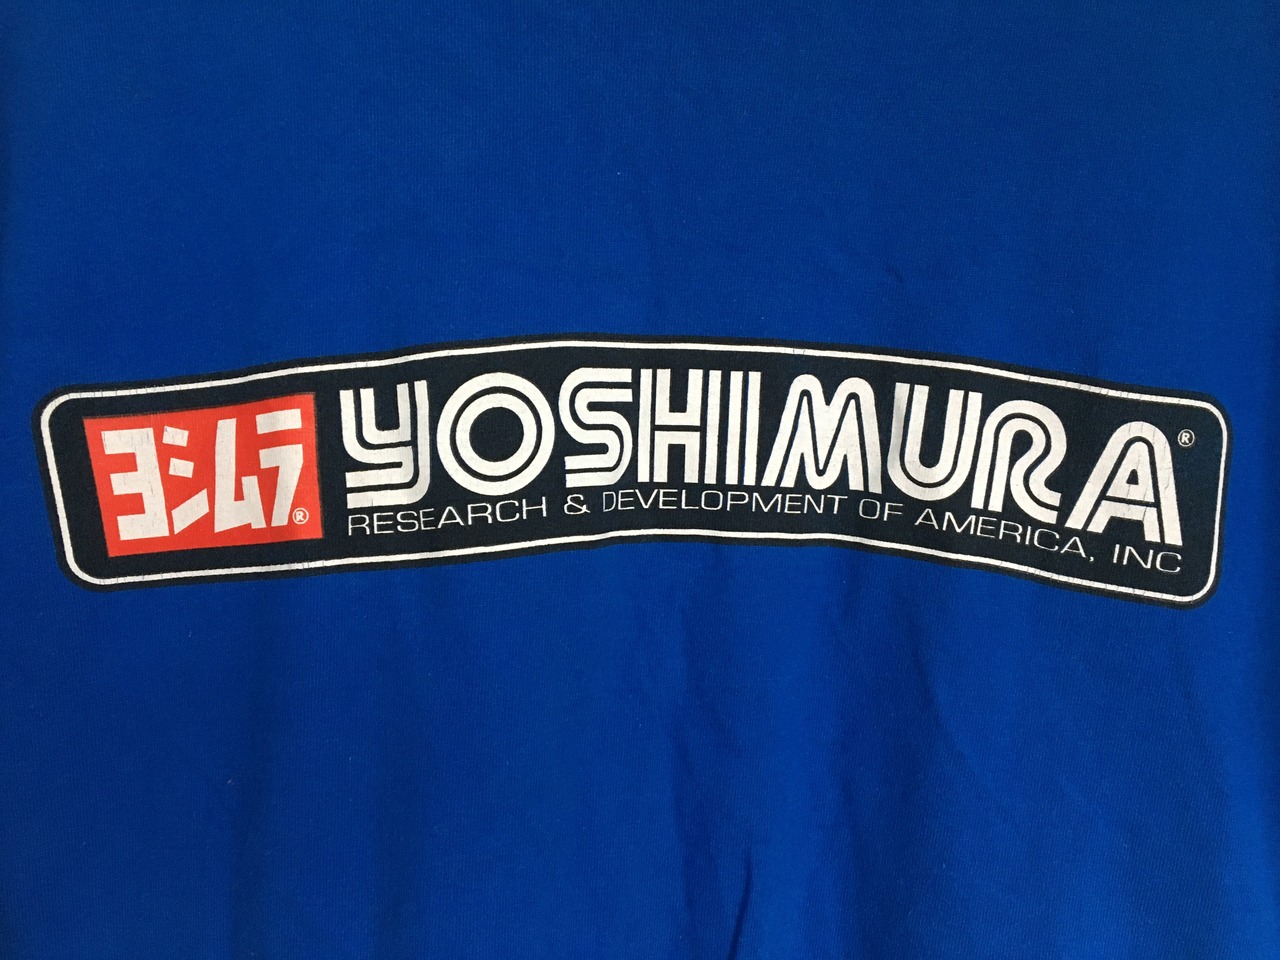 ヨシムラ®
YOSHIMURA®
RESEARCH & DEVELOPMENT OF AMERICA, INC